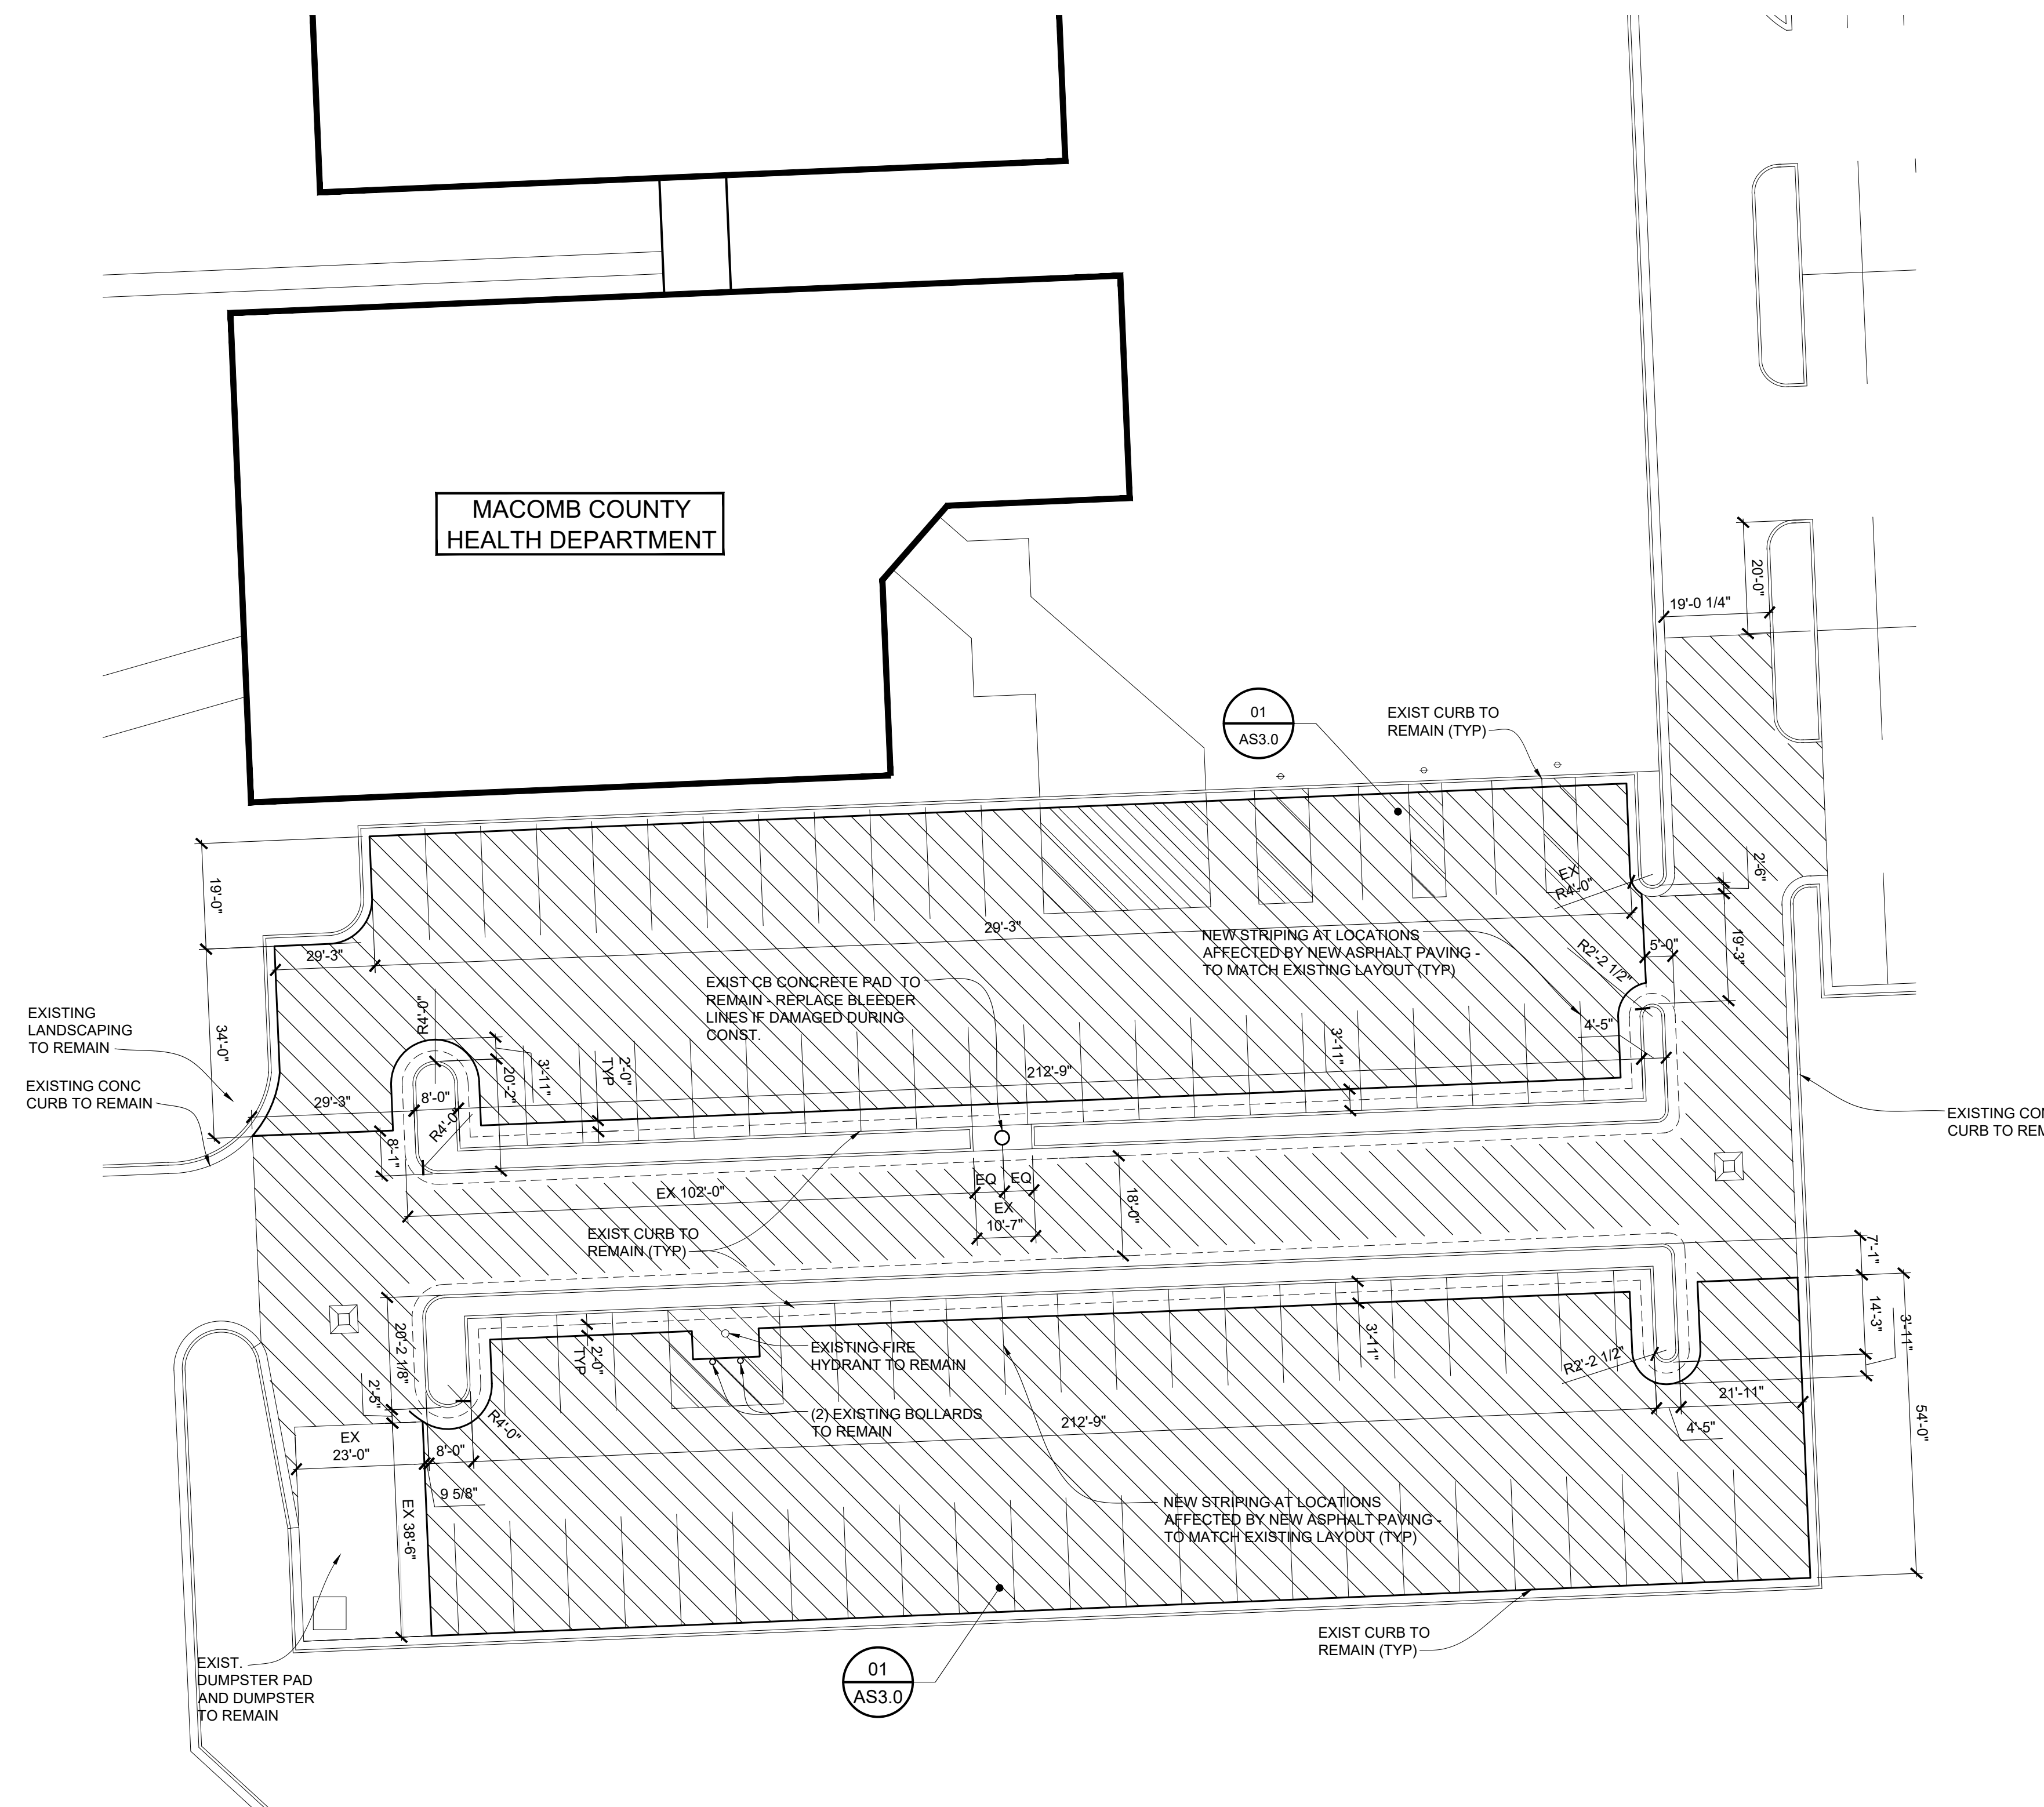 MACOMB COUNTY
HEALTH DEPARTMENT
20'-0"
19'-0 1/4"
01
AS3.0
EXIST CURB TO
REMAIN (TYP)
19'-0"
EX
R4'-0"
2'-6"
29'-3"
29'-3"
NEW STRIPING AT LOCATIONS
AFFECTED BY NEW ASPHALT PAVING -
TO MATCH EXISTING LAYOUT (TYP)
R2'-2 1/2"
5'-0"
19'-3"
EXIST CB CONCRETE PAD TO
REMAIN - REPLACE BLEEDER
LINES IF DAMAGED DURING
CONST.
EXISTING
LANDSCAPING
TO REMAIN
34'-0"
R4'-0"
4'-5"
3'-11"
20'-2"
2'-0"
TYP
3'-11"
212'-9"
EXISTING CONC
CURB TO REMAIN
29'-3"
8'-0"
R4'-0"
8'-1"
EXISTING CON
CURB TO REM
EX 102'-0"
EQ
EQ
EX
10'-7"
18'-0"
EXIST CURB TO
REMAIN (TYP)
7'-1"
14'-3"
3'-11"
20'-2 1/8"
2'-0"
TYP
EXISTING FIRE
HYDRANT TO REMAIN
3'-11"
R2'-2 1/2"
2'-5"
R4'-0"
(2) EXISTING BOLLARDS
TO REMAIN
212'-9"
21'-11"
4'-5"
54'-0"
EX
23'-0"
8'-0"
9 5/8"
EX 38'-6"
NEW STRIPING AT LOCATIONS
AFFECTED BY NEW ASPHALT PAVING -
TO MATCH EXISTING LAYOUT (TYP)
EXIST CURB TO
REMAIN (TYP)
EXIST.
DUMPSTER PAD
AND DUMPSTER
TO REMAIN
01
AS3.0